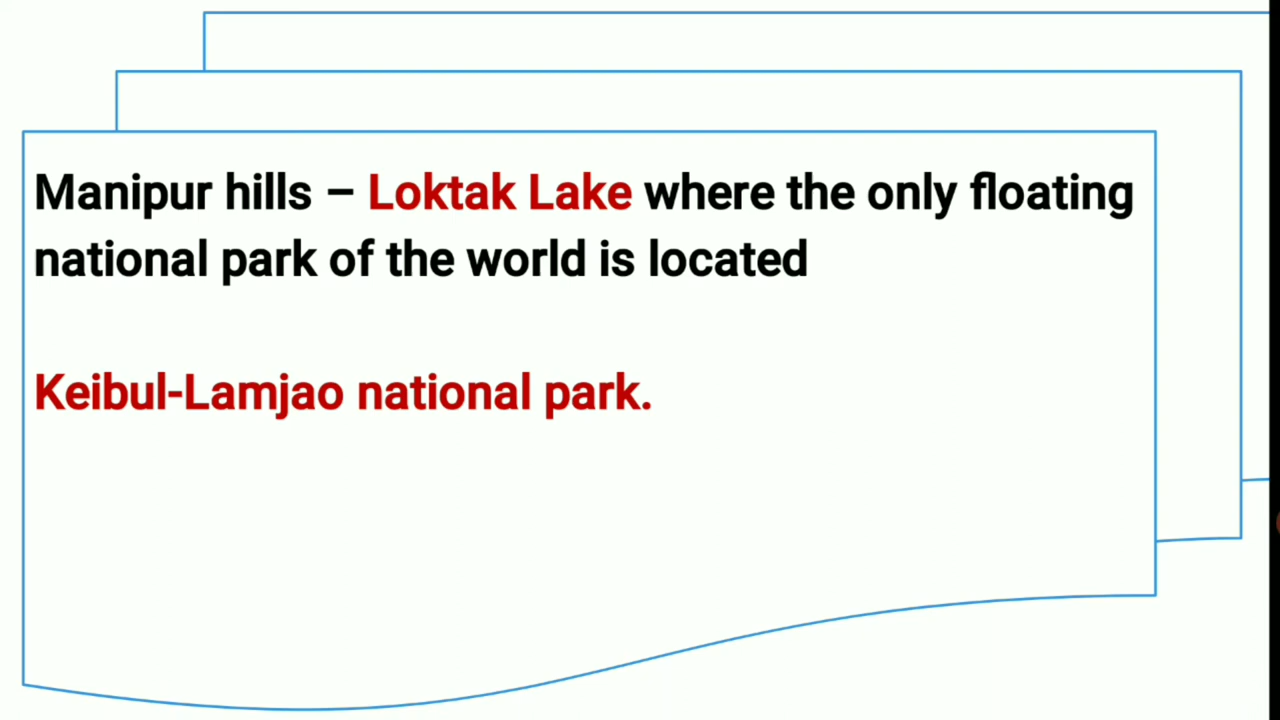 Manipur hills – Loktak Lake where the only floating
national park of the world is located
Keibul-Lamjao national park.